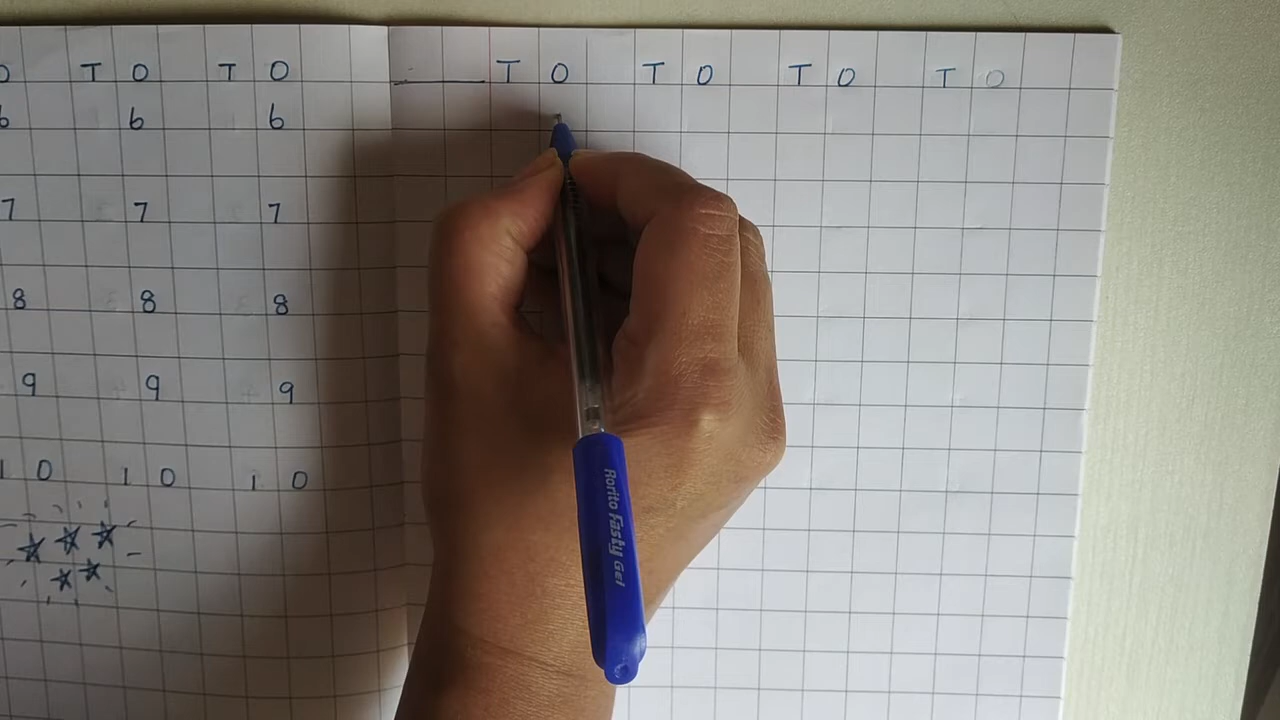 O T O T O
6 6 6
7 7 7
8 8 8
9 9 9
1 0 1 0 1 0
T O T O T O T O
Rorito Fasty Gel